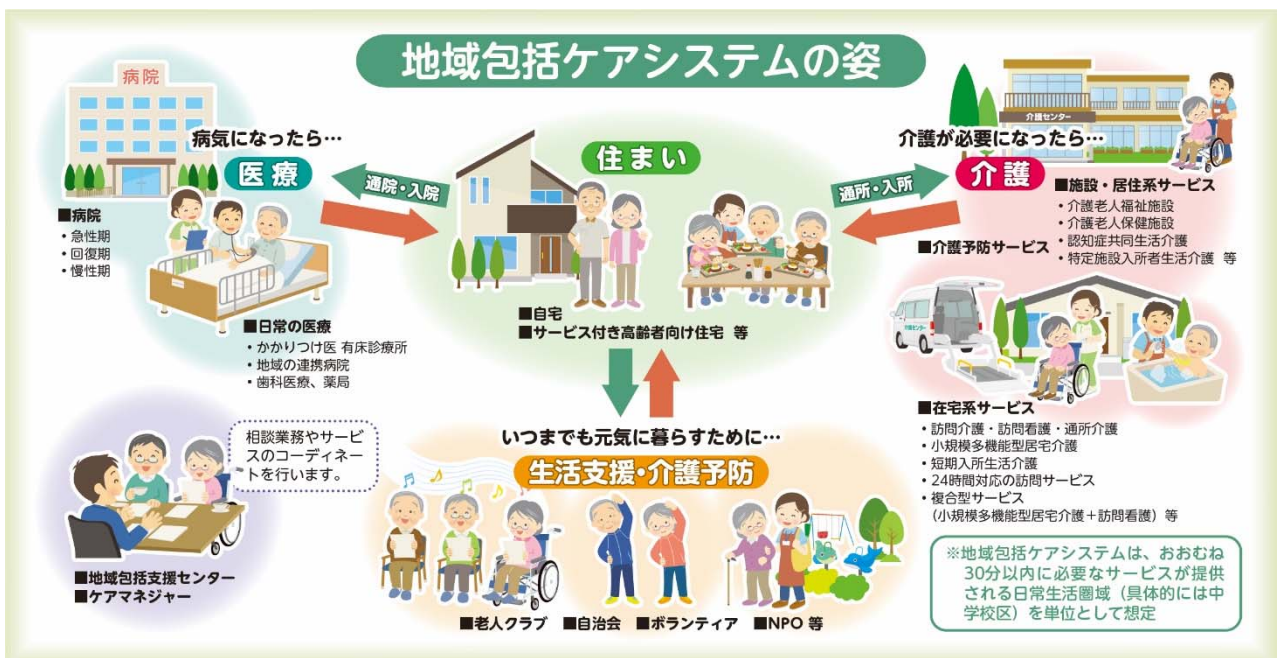 地域包括ケアシステムの姿
病院
病気になったら…
医療
通院・入院
■病院
・急性期
・回復期
・慢性期
■日常の医療
・かかりつけ医 有床診療所
・地域の連携病院
・歯科医療、薬局
住まい
■自宅
■サービス付き高齢者向け住宅 等
通所・入所
介護センター
介護が必要になったら…
介護
■施設・居住系サービス
・介護老人福祉施設
・介護老人保健施設
・認知症共同生活介護
・特定施設入所者生活介護 等
■介護予防サービス
介護センター
■在宅系サービス
・訪問介護・訪問看護・通所介護
・小規模多機能型居宅介護
・短期入所生活介護
・24時間対応の訪問サービス
・複合型サービス
(小規模多機能型居宅介護+訪問看護)等
相談業務やサービ
スのコーディネー
トを行います。
■地域包括支援センター
■ケアマネジャー
いつまでも元気に暮らすために…
生活支援・介護予防
■老人クラブ ■自治会 ■ボランティア ■NPO 等
※地域包括ケアシステムは、おおむね
30分以内に必要なサービスが提供
される日常生活圏域(具体的には中
学校区)を単位として想定